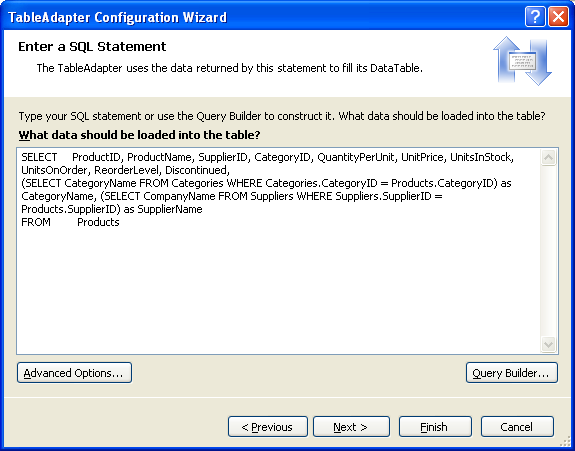 TableAdapter Configuration Wizard
Enter a SQL Statement
The TableAdapter uses the data returned by this statement to fill its DataTable.
Type your SQL statement or use the Query Builder to construct it. What data should be loaded into the table?
What data should be loaded into the table?
SELECT ProductID, ProductName, SupplierID, CategoryID, QuantityPerUnit, UnitPrice, UnitsInStock,
UnitsOnOrder, ReorderLevel, Discontinued,
(SELECT CategoryName FROM Categories WHERE Categories.CategoryID = Products.CategoryID) as
CategoryName, (SELECT CompanyName FROM Suppliers WHERE Suppliers.SupplierID =
Products.SupplierID) as SupplierName
FROM Products
Advanced Options... Query Builder...
< Previous Next > Finish Cancel